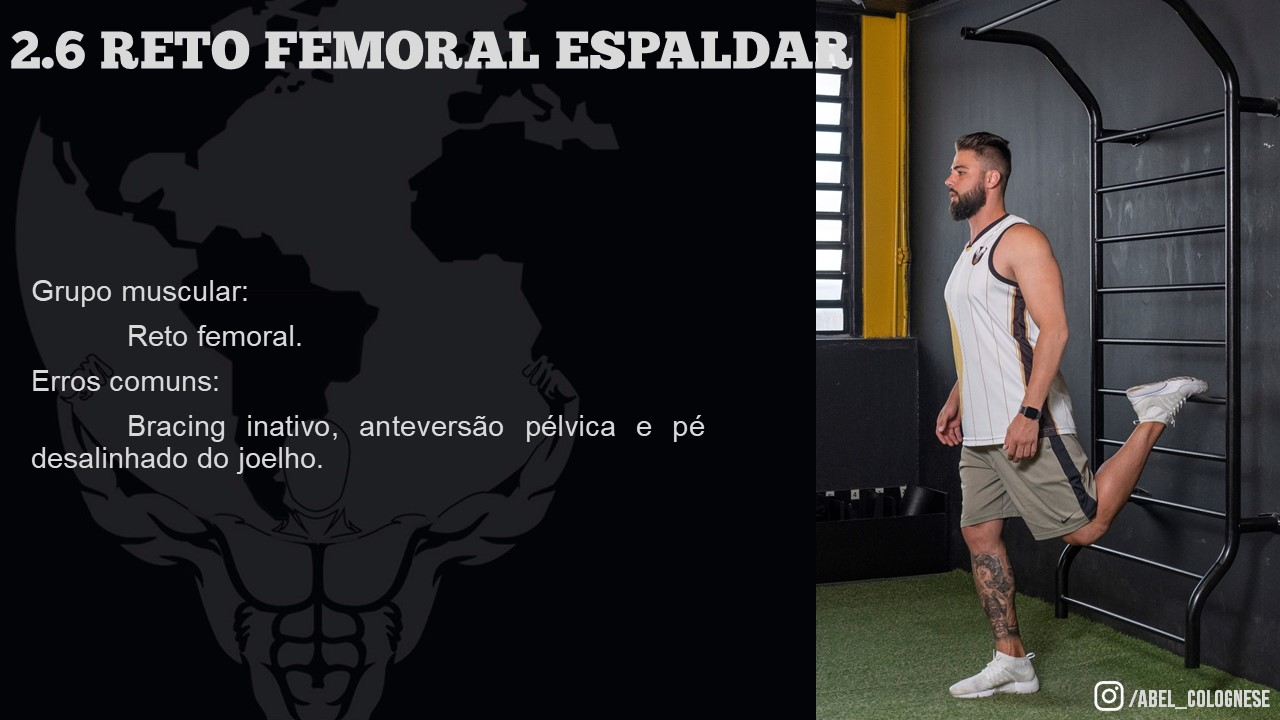 2.6 RETO FEMORAL ESPALDAR
Grupo muscular:
Reto femoral.
Erros comuns:
Bracing inativo, anteversão pélvica e pé
desalinhado do joelho.
/ABEL_COLOGNESE